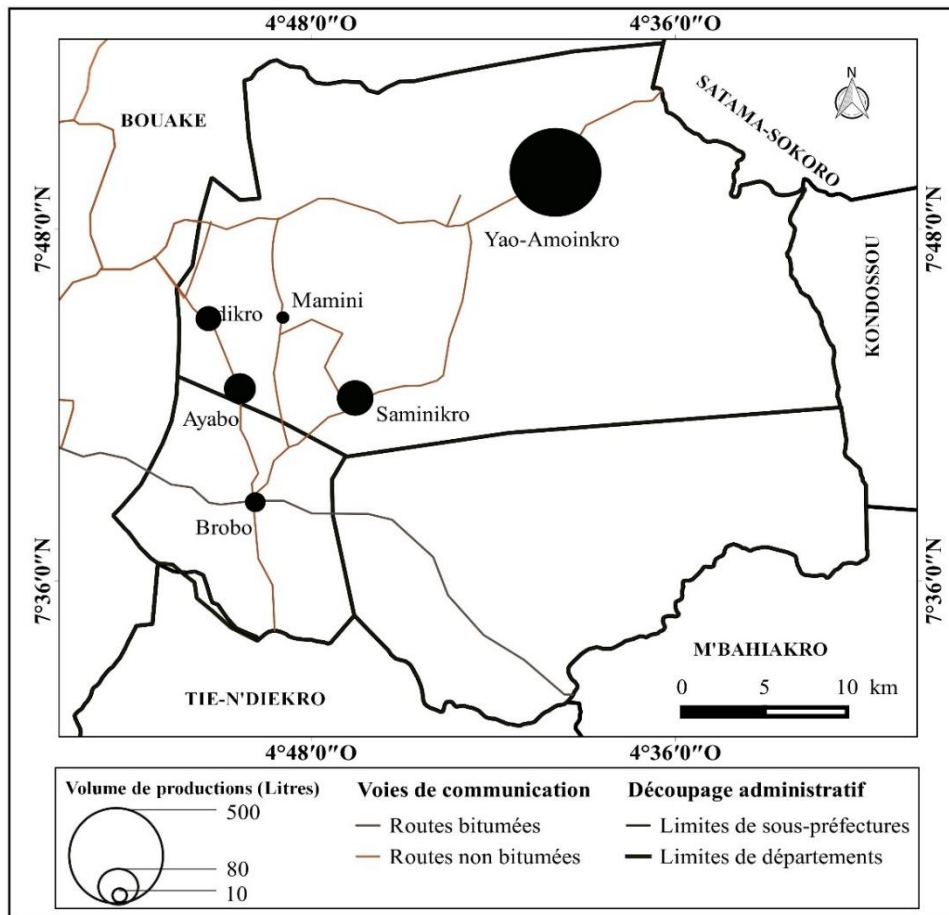 4°48'0"O 4°36'0"O
N
BOUAKE
SATAMA-SOKORO
7°48'0"N 7°48'0"N
Yao-Amoinkro
KONDOSSOU
dikro Mamini
Ayabo Saminikro
Brobo
7°36'0"N 7°36'0"N
M'BAHIAKRO
TIE-N'DIEKRO
0 5 10 km
4°48'0"O 4°36'0"O
Volume de productions (Litres)
500
80
10
Voies de communication
Routes bitumées
Routes non bitumées
Découpage administratif
Limites de sous-préfectures
Limites de départements